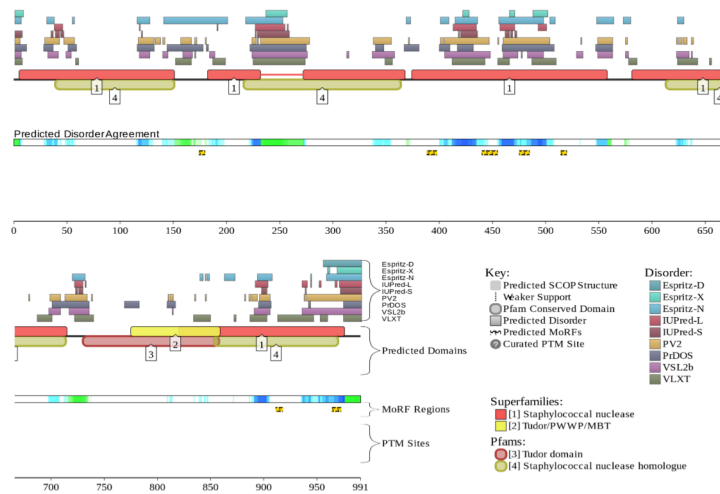 1
4
1
4
1
1
4
Predicted Disorder Agreement
0 50 100 150 200 250 300 350 400 450 500 550 600 650
Espritz-D
Espritz-X
Espritz-N
IUPred-L
IUPred-S
PV2
PrDOS
VSL2b
VLXT
3
2
1
4
Predicted Domains
MoRF Regions
PTM Sites
700 750 800 850 900 950 991
Key:
Predicted SCOP Structure
Weaker Support
Pfam Conserved Domain
Predicted Disorder
Predicted MoRFs
? Curated PTM Site
Disorder:
Espritz-D
Espritz-X
Espritz-N
IUPred-L
IUPred-S
PV2
PrDOS
VSL2b
VLXT
Superfamilies:
[1] Staphylococcal nuclease
[2] Tudor/PWWP/MBT
Pfams:
[3] Tudor domain
[4] Staphylococcal nuclease homologue